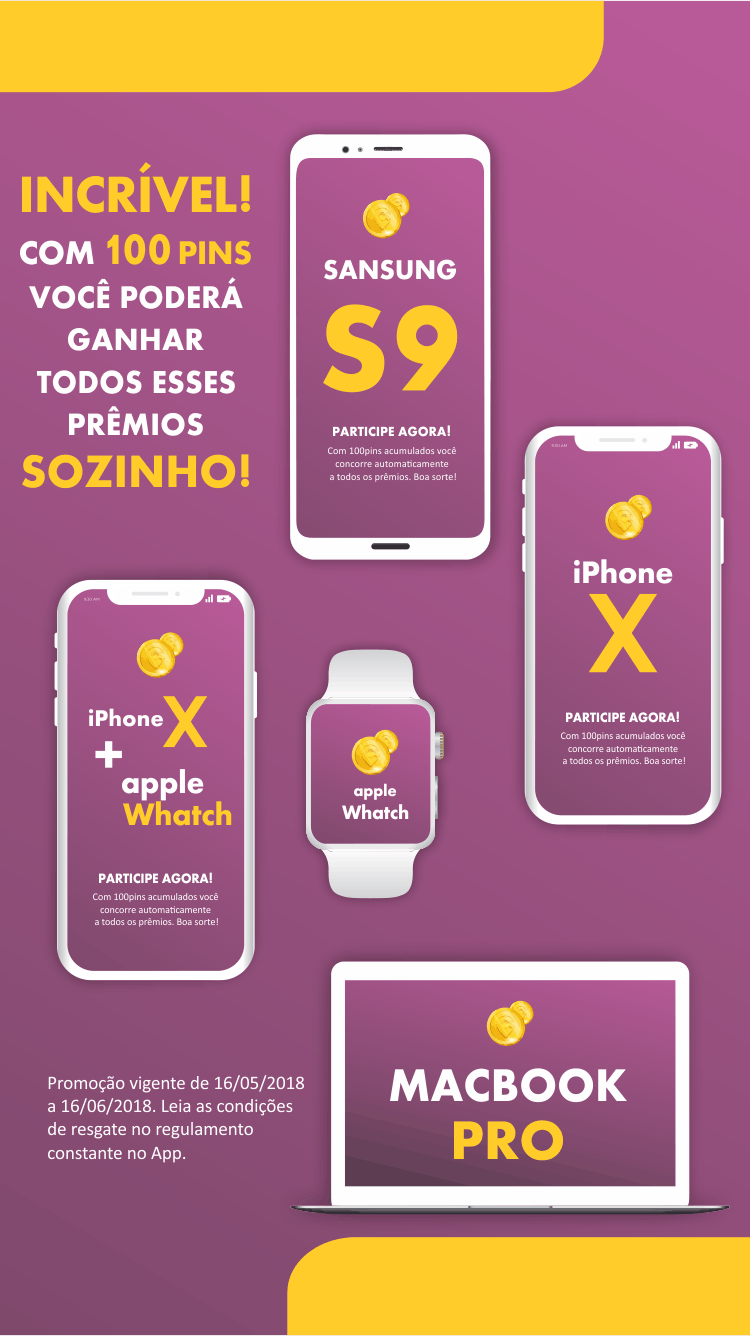 INCRÍVEL!
COM 100 PINS
VOCÊ PODERÁ
GANHAR
TODOS ESSES
PRÊMIOS
SOZINHO!
SANSUNG
S9
PARTICIPE AGORA!
Com 100pins acumulados você
concorre automaticamente
a todos os prêmios. Boa sorte!
iPhone
X
PARTICIPE AGORA!
Com 100pins acumulados você
concorre automaticamente
a todos os prêmios. Boa sorte!
iPhone X
+
apple
Whatch
PARTICIPE AGORA!
Com 100pins acumulados você
concorre automaticamente
a todos os prêmios. Boa sorte!
apple
Whatch
MACBOOK
PRO
Promoção vigente de 16/05/2018
a 16/06/2018. Leia as condições
de resgate no regulamento
constante no App.